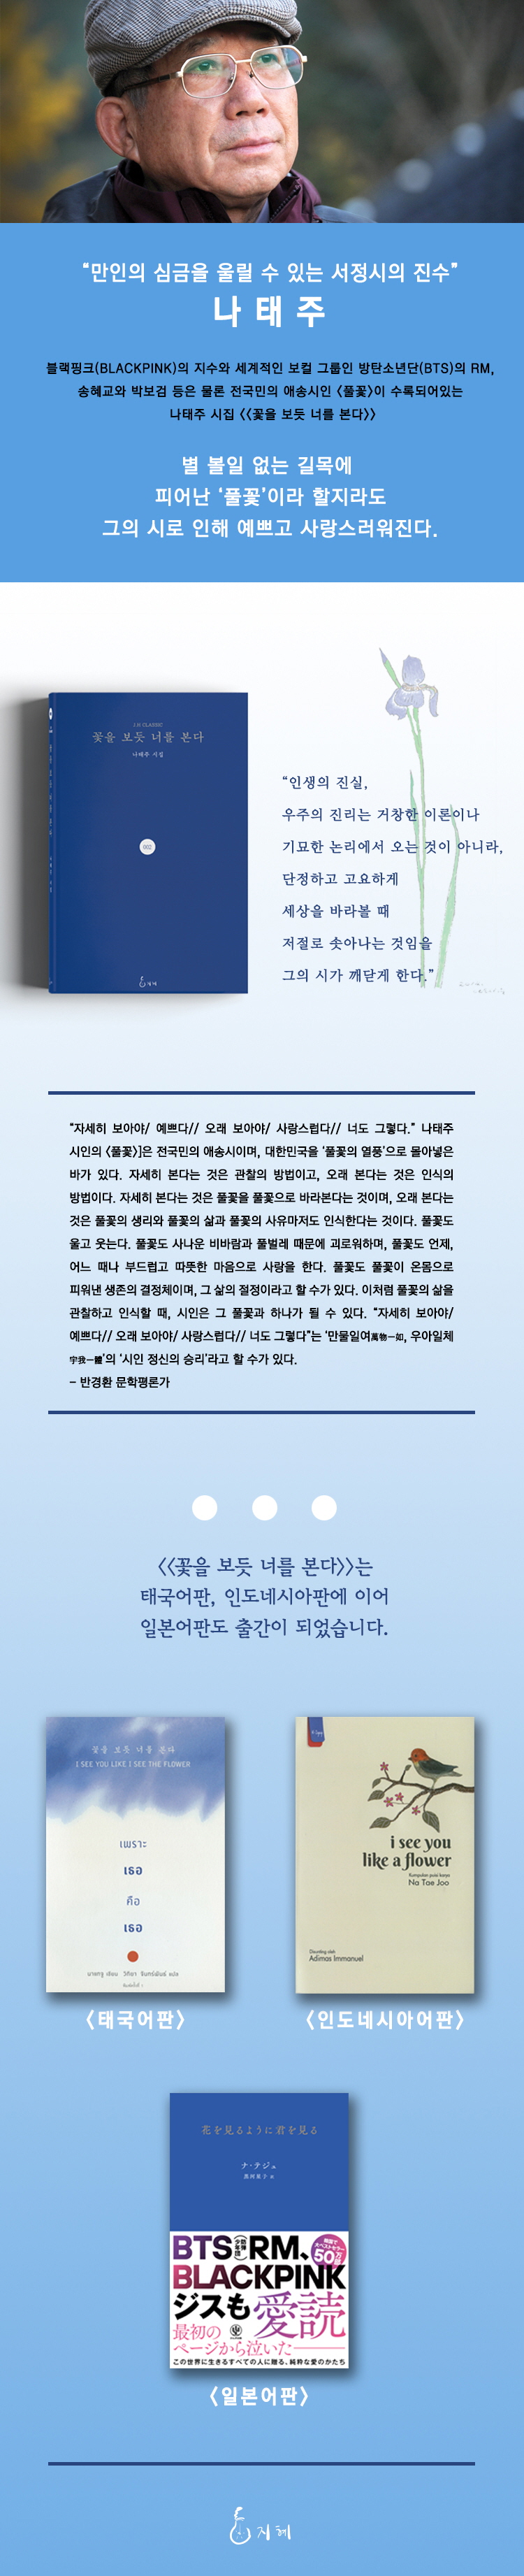 “만인의 심금을 울릴 수 있는 서정시의 진수”
나태주
블랙핑크(BLACKPINK)의 지수와 세계적인 보컬 그룹인 방탄소년단(BTS)의 RM,
송혜교와 박보검 등은 물론 전국민의 애송시인 <풀꽃>이 수록되어있는
나태주 시집 <<꽃을 보듯 너를 본다>>
별 볼일 없는 길목에
피어난 ‘풀꽃’이라 할지라도
그의 시로 인해 예쁘고 사랑스러워진다.
J.H CLASSIC
꽃을 보듯 너를 본다
나태주 시집
002
지혜
“인생의 진실,
우주의 진리는 거창한 이론이나
기묘한 논리에서 오는 것이 아니라,
단정하고 고요하게
세상을 바라볼 때
저절로 솟아나는 것임을
그의 시가 깨닫게 한다.”
“자세히 보아야/ 예쁘다// 오래 보아야/ 사랑스럽다// 너도 그렇다.” 나태주
시인의 <풀꽃>]은 전국민의 애송시이며, 대한민국을 ‘풀꽃의 열풍’으로 몰아넣은
바가 있다. 자세히 본다는 것은 관찰의 방법이고, 오래 본다는 것은 인식의
방법이다. 자세히 본다는 것은 풀꽃을 풀꽃으로 바라본다는 것이며, 오래 본다는
것은 풀꽃의 생리와 풀꽃의 삶과 풀꽃의 사유마저도 인식한다는 것이다. 풀꽃도
울고 웃는다. 풀꽃도 사나운 비바람과 풀벌레 때문에 괴로워하며, 풀꽃도 언제,
어느 때나 부드럽고 따뜻한 마음으로 사랑을 한다. 풀꽃도 풀꽃이 온몸으로
피워낸 생존의 결정체이며, 그 삶의 절정이라고 할 수가 있다. 이처럼 풀꽃의 삶을
관찰하고 인식할 때, 시인은 그 풀꽃과 하나가 될 수 있다. “자세히 보아야/
예쁘다// 오래 보아야/ 사랑스럽다// 너도 그렇다”는 ‘만물일여萬物一如, 우아일체
宇我一體’의 ‘시인 정신의 승리’라고 할 수가 있다.
- 반경환 문학평론가
<<꽃을 보듯 너를 본다>>는
태국어판, 인도네시아판에 이어
일본어판도 출간이 되었습니다.
꽃을 보듯 너를 본다
I SEE YOU LIKE I SEE THE FLOWER
เพราะ
เธอ
คือ
เธอ
<태국어판>
i see you
like a flower
Kumpulan puisi karya
Na Tae Joo
Disunting oleh
Adimas Immanuel
<인도네시아어판>
花を見るように君を見る
ナ・テジュ
黒河星子 訳
BTS(防弾少年団)RM、
BLACKPINK
ジスも愛読
最初の
ページから泣いた
この世界に生きるすべての人に贈る、純粋な愛のかたち
<일본어판>
지혜